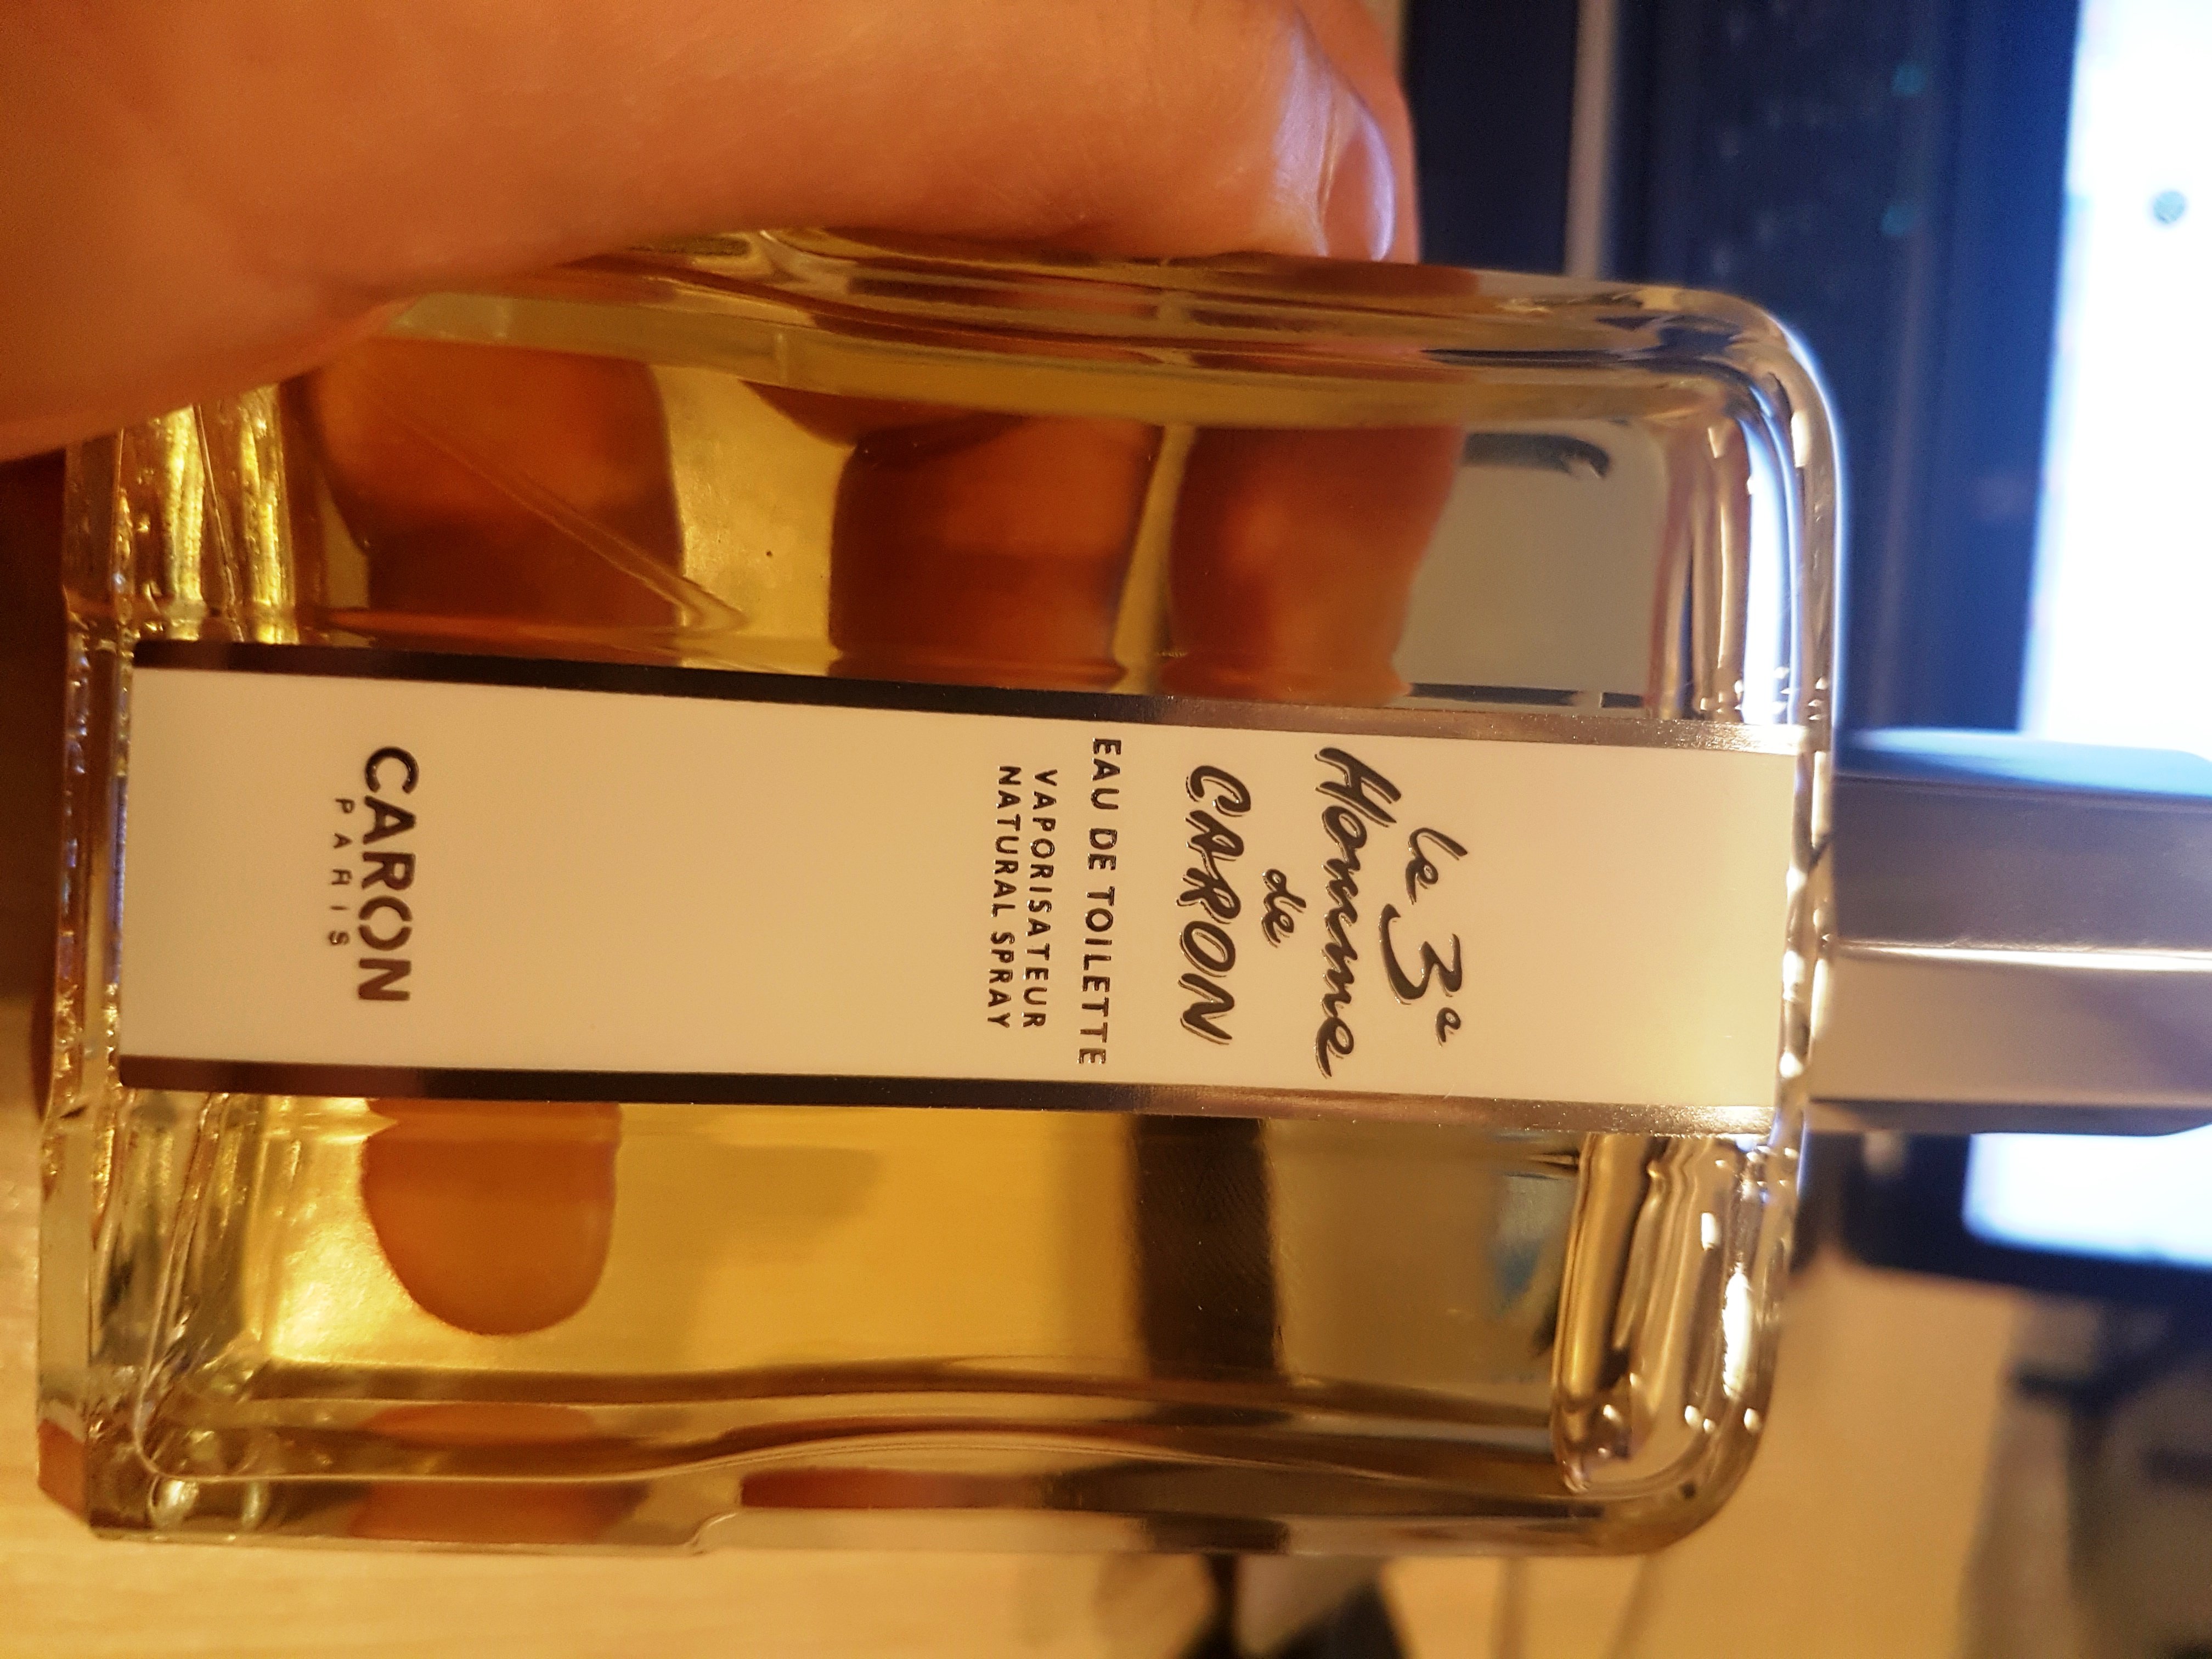 le 3e
Homme
de
CARON
EAU DE TOILETTE
VAPORISATEUR
NATURAL SPRAY
CARON
PARIS